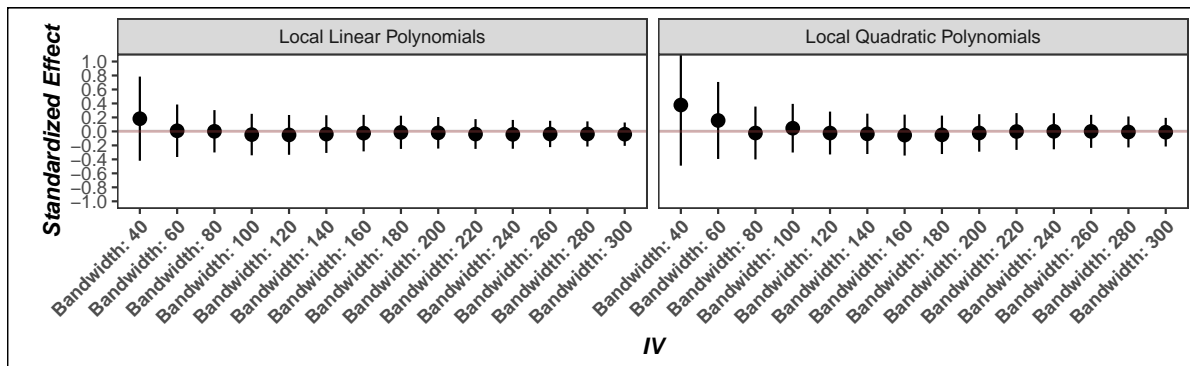 Local Linear Polynomials
Local Quadratic Polynomials
Standardized Effect
1.0
0.8
0.6
0.4
0.2
0.0
−0.2
−0.4
−0.6
−0.8
−1.0
Bandwidth: 40
Bandwidth: 60
Bandwidth: 80
Bandwidth: 100
Bandwidth: 120
Bandwidth: 140
Bandwidth: 160
Bandwidth: 180
Bandwidth: 200
Bandwidth: 220
Bandwidth: 240
Bandwidth: 260
Bandwidth: 280
Bandwidth: 300
Bandwidth: 40
Bandwidth: 60
Bandwidth: 80
Bandwidth: 100
Bandwidth: 120
Bandwidth: 140
Bandwidth: 160
Bandwidth: 180
Bandwidth: 200
Bandwidth: 220
Bandwidth: 240
Bandwidth: 260
Bandwidth: 280
Bandwidth: 300
IV